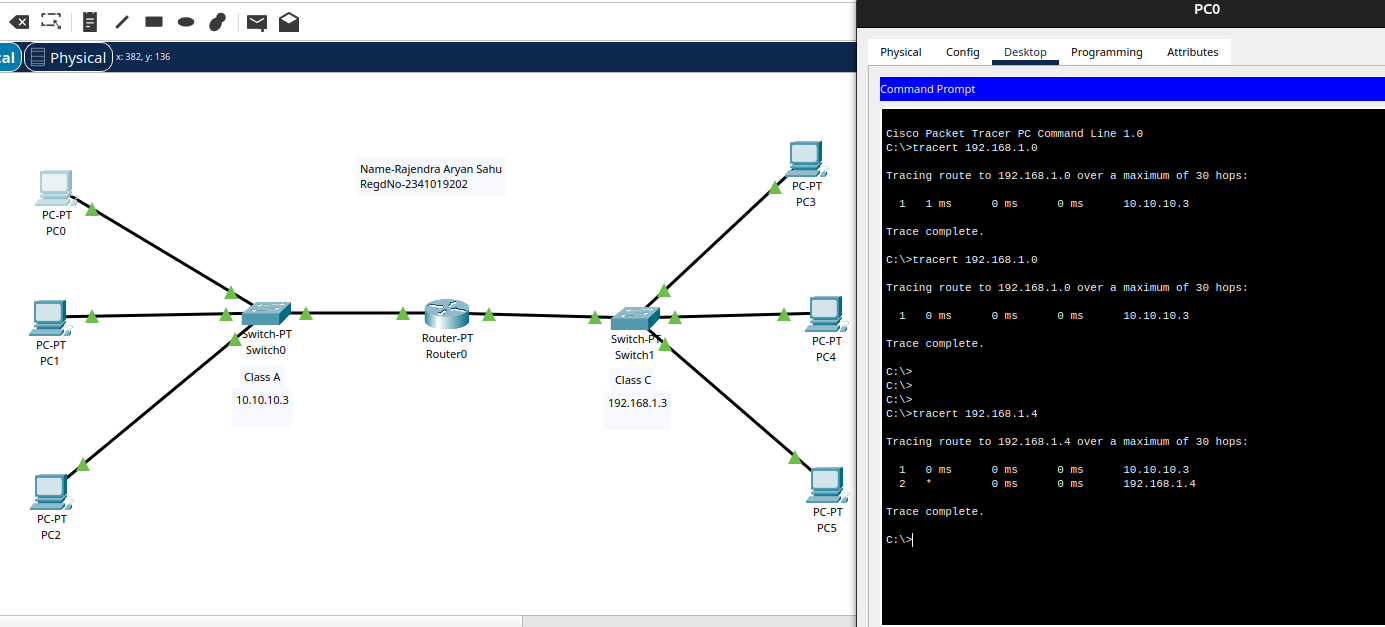 al
Physical
x: 382, y: 136
Name-Rajendra Aryan Sahu
RegdNo-2341019202
PC-PT
PC0
PC-PT
PC1
PC-PT
PC2
Switch-PT
Switch0
Class A
10.10.10.3
Router-PT
Router0
Switch-PT
Switch1
Class C
192.168.1.3
PC-PT
PC3
PC-PT
PC4
PC-PT
PC5
PC0
Physical Config Desktop Programming Attributes
Command Prompt
Cisco Packet Tracer PC Command Line 1.0
C:\>tracert 192.168.1.0
Tracing route to 192.168.1.0 over a maximum of 30 hops:
1 1 ms 0 ms 0 ms 10.10.10.3
Trace complete.
C:\>tracert 192.168.1.0
Tracing route to 192.168.1.0 over a maximum of 30 hops:
1 0 ms 0 ms 0 ms 10.10.10.3
Trace complete.
C:\>
C:\>
C:\>
C:\>tracert 192.168.1.4
Tracing route to 192.168.1.4 over a maximum of 30 hops:
1 0 ms 0 ms 0 ms 10.10.10.3
2 * 0 ms 0 ms 192.168.1.4
Trace complete.
C:\>